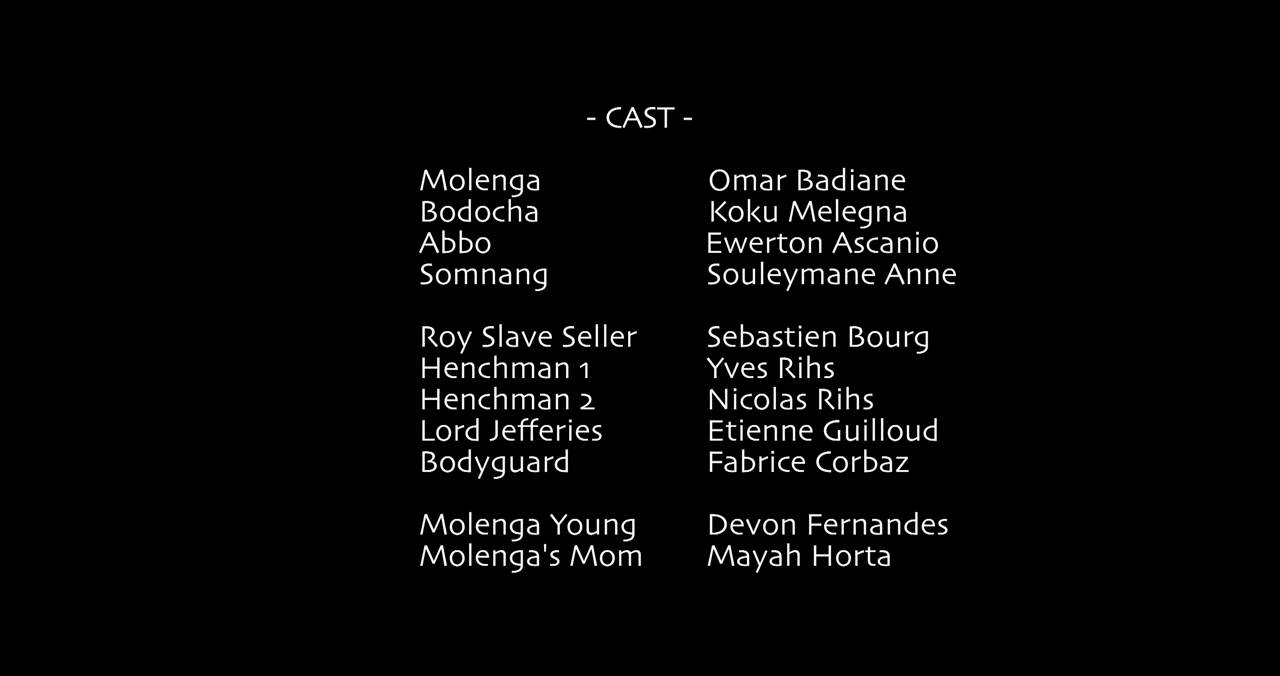 - CAST -
Molenga Omar Badiane
Bodocha Koku Melegna
Abbo Ewerton Ascanio
Somnang Souleymane Anne
Roy Slave Seller Sebastien Bourg
Henchman 1 Yves Rihs
Henchman 2 Nicolas Rihs
Lord Jefferies Etienne Guilloud
Bodyguard Fabrice Corbaz
Molenga Young Devon Fernandes
Molenga's Mom Mayah Horta